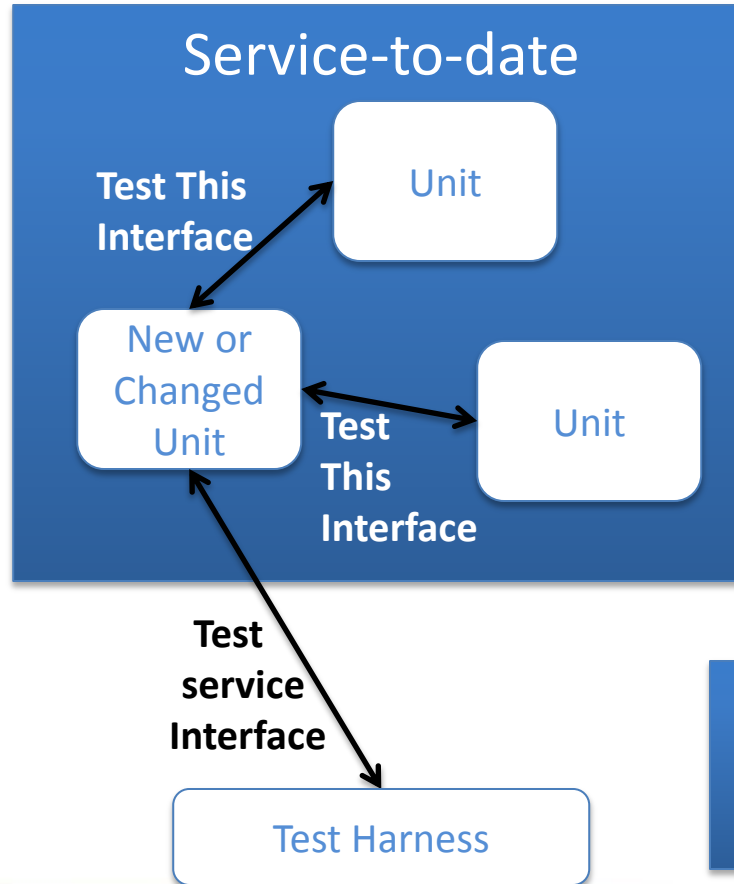 Service-to-date
Test This
Interface
Unit
New or
Changed
Unit
Test
This
Interface
Unit
Test
service
Interface
Test Harness